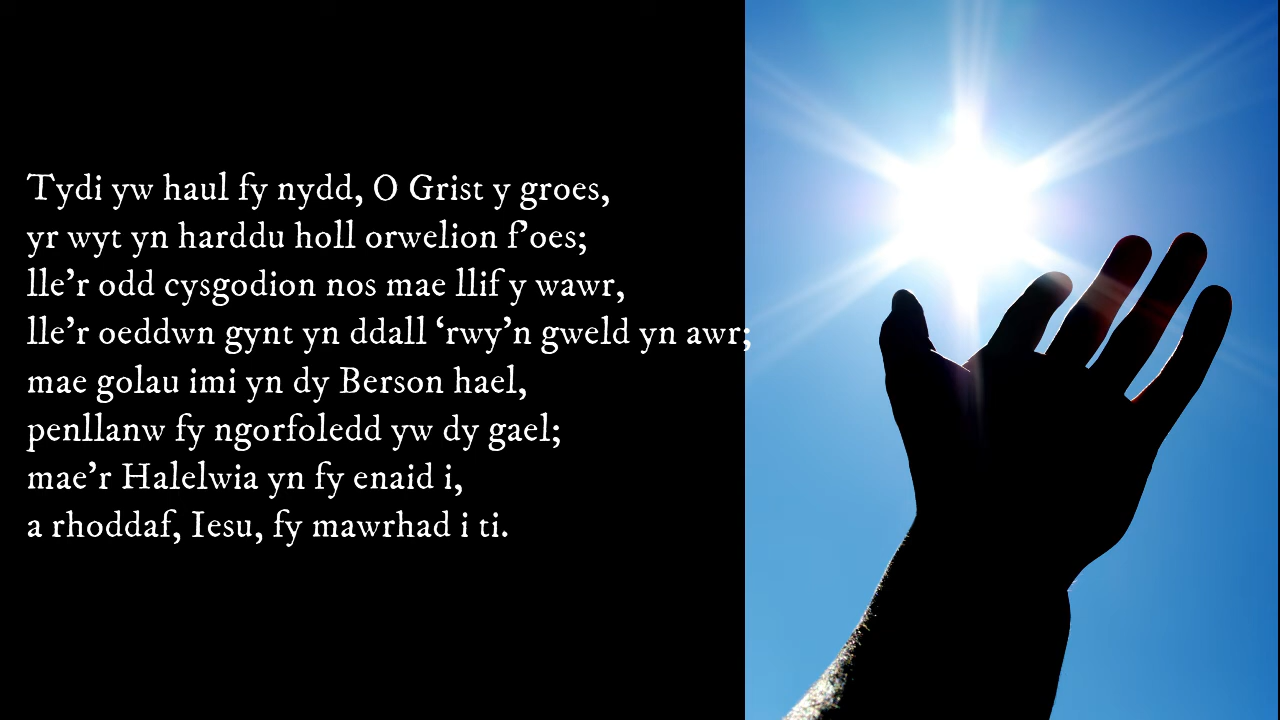 Tydi yw haul fy nydd, O Grist y groes,
yr wyt yn harddu holl orwelion f’oes;
lle’r odd cysgodion nos mae llif y wawr,
lle’r oeddwn gynt yn ddall ‘rwy’n gweld yn awr;
mae golau imi yn dy Berson hael,
penllanw fy ngorfoledd yw dy gael;
mae’r Halelwia yn fy enaid i,
a rhoddaf, Iesu, fy mawrhad i ti.